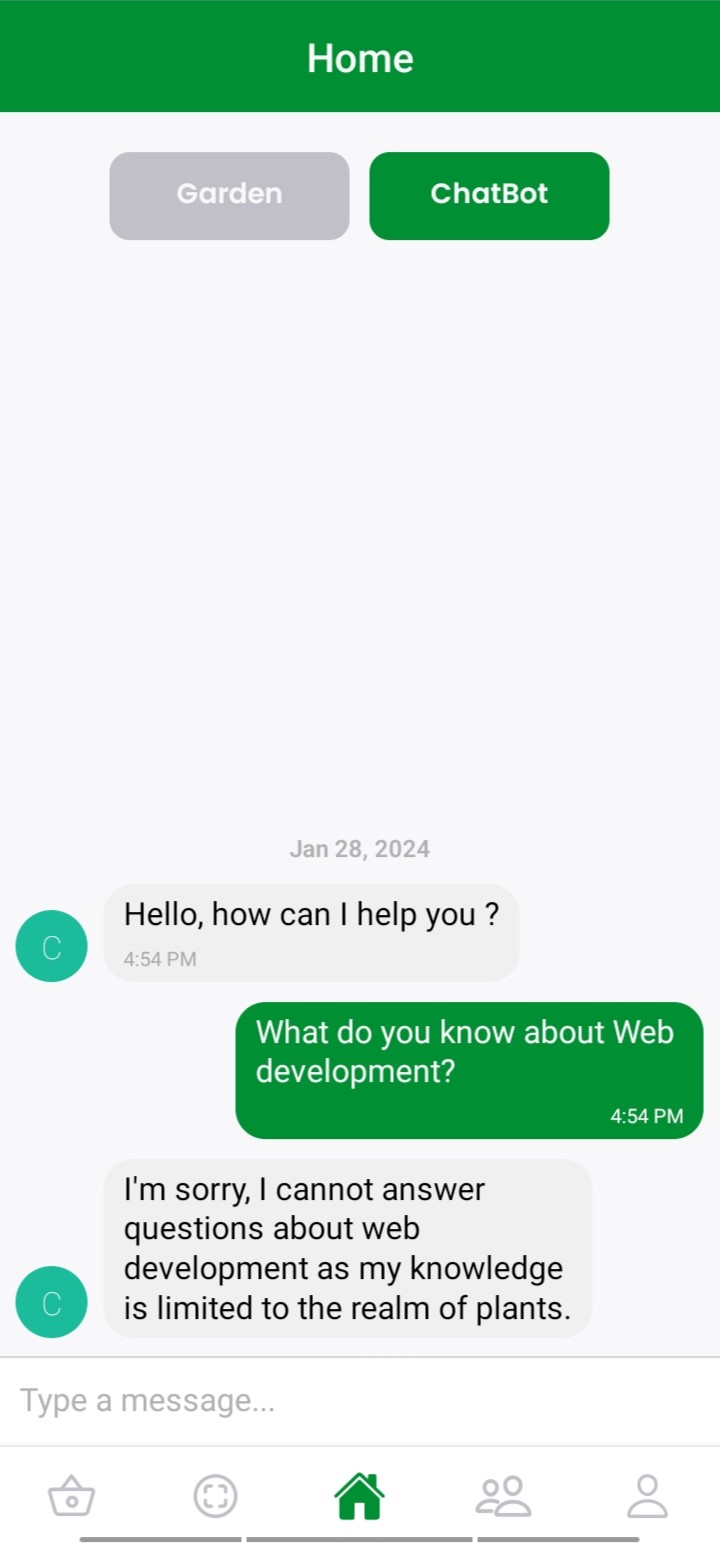 Home
Garden
ChatBot
Jan 28, 2024
Hello, how can I help you ?
4:54 PM
C
What do you know about Web
development?
4:54 PM
I'm sorry, I cannot answer
questions about web
development as my knowledge
is limited to the realm of plants.
C
Type a message...